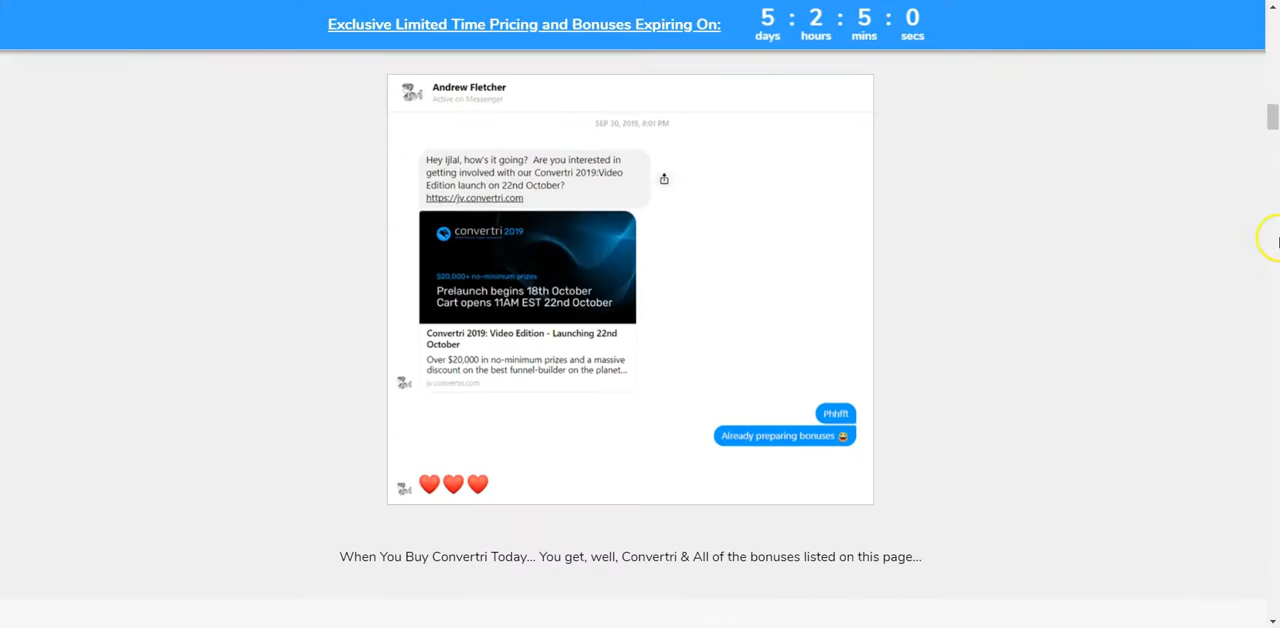 Exclusive Limited Time Pricing and Bonuses Expiring On:
5 : 2 : 5 : 0
days hours mins secs
Andrew Fletcher
Active on Messenger
SEP 30, 2019, 8:01 PM
Hey Ijlal, how's it going? Are you interested in
getting involved with our Convertri 2019:Video
Edition launch on 22nd October?
https://jv.convertri.com
convertri 2019
$20,000+ no-minimum prizes
Prelaunch begins 18th October
Cart opens 11AM EST 22nd October
Convertri 2019: Video Edition - Launching 22nd
October
Over $20,000 in no-minimum prizes and a massive
discount on the best funnel-builder on the planet...
jv.convertri.com
Phhfft
Already preparing bonuses 😄
❤️❤️❤️
When You Buy Convertri Today... You get, well, Convertri & All of the bonuses listed on this page...